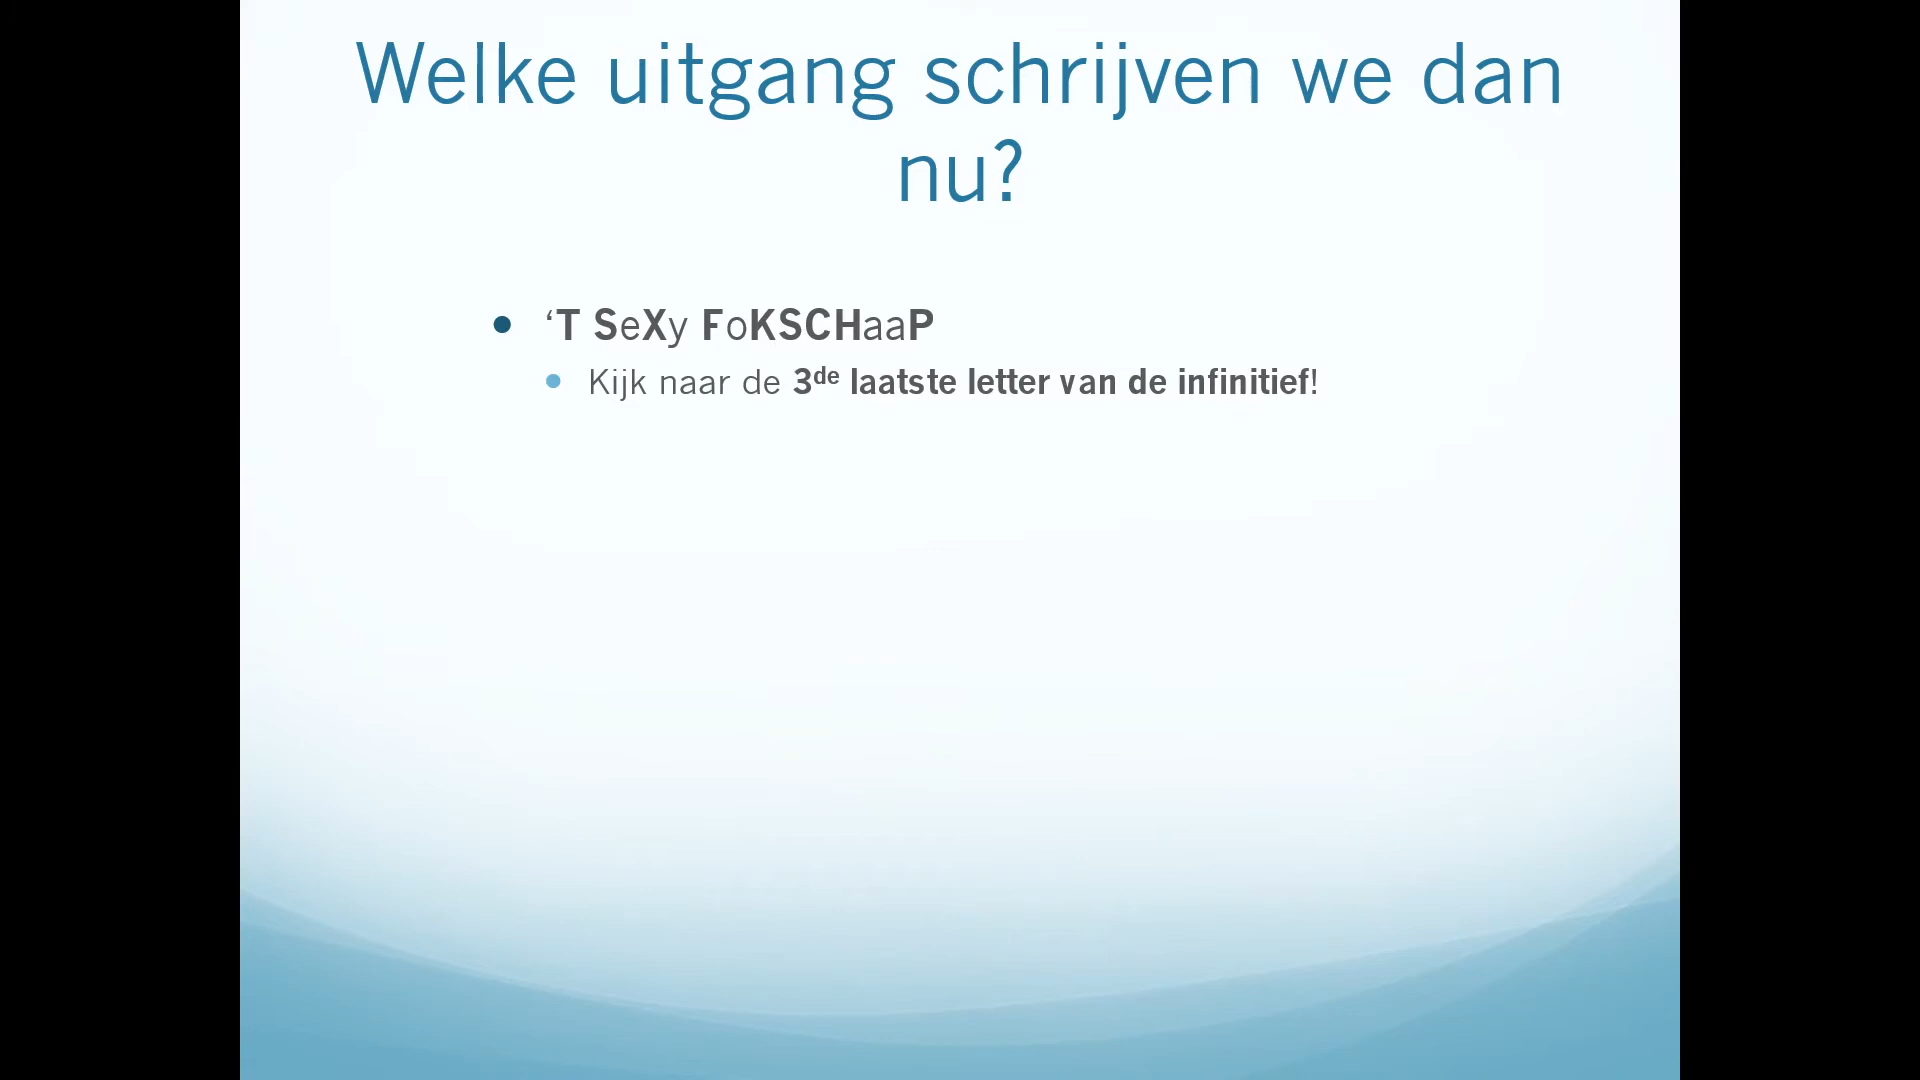 Welke uitgang schrijven we dan
nu?
‘T SeXy FoKSCHaaP
Kijk naar de 3de laatste letter van de infinitief!